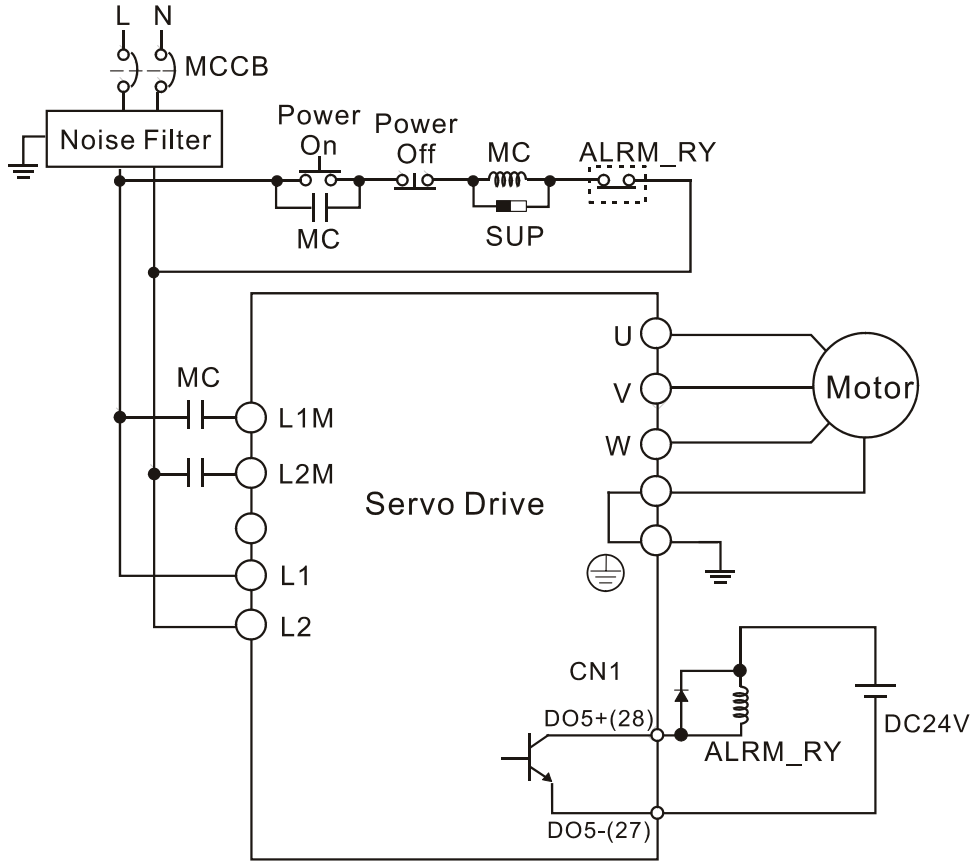 L N
MCCB
Noise Filter
Power
On
Power
Off
MC
ALRM_RY
MC
SUP
MC
L1M
L2M
L1
L2
Servo Drive
U
V
W
Motor
CN1
DO5+(28)
DO5-(27)
ALRM_RY
DC24V